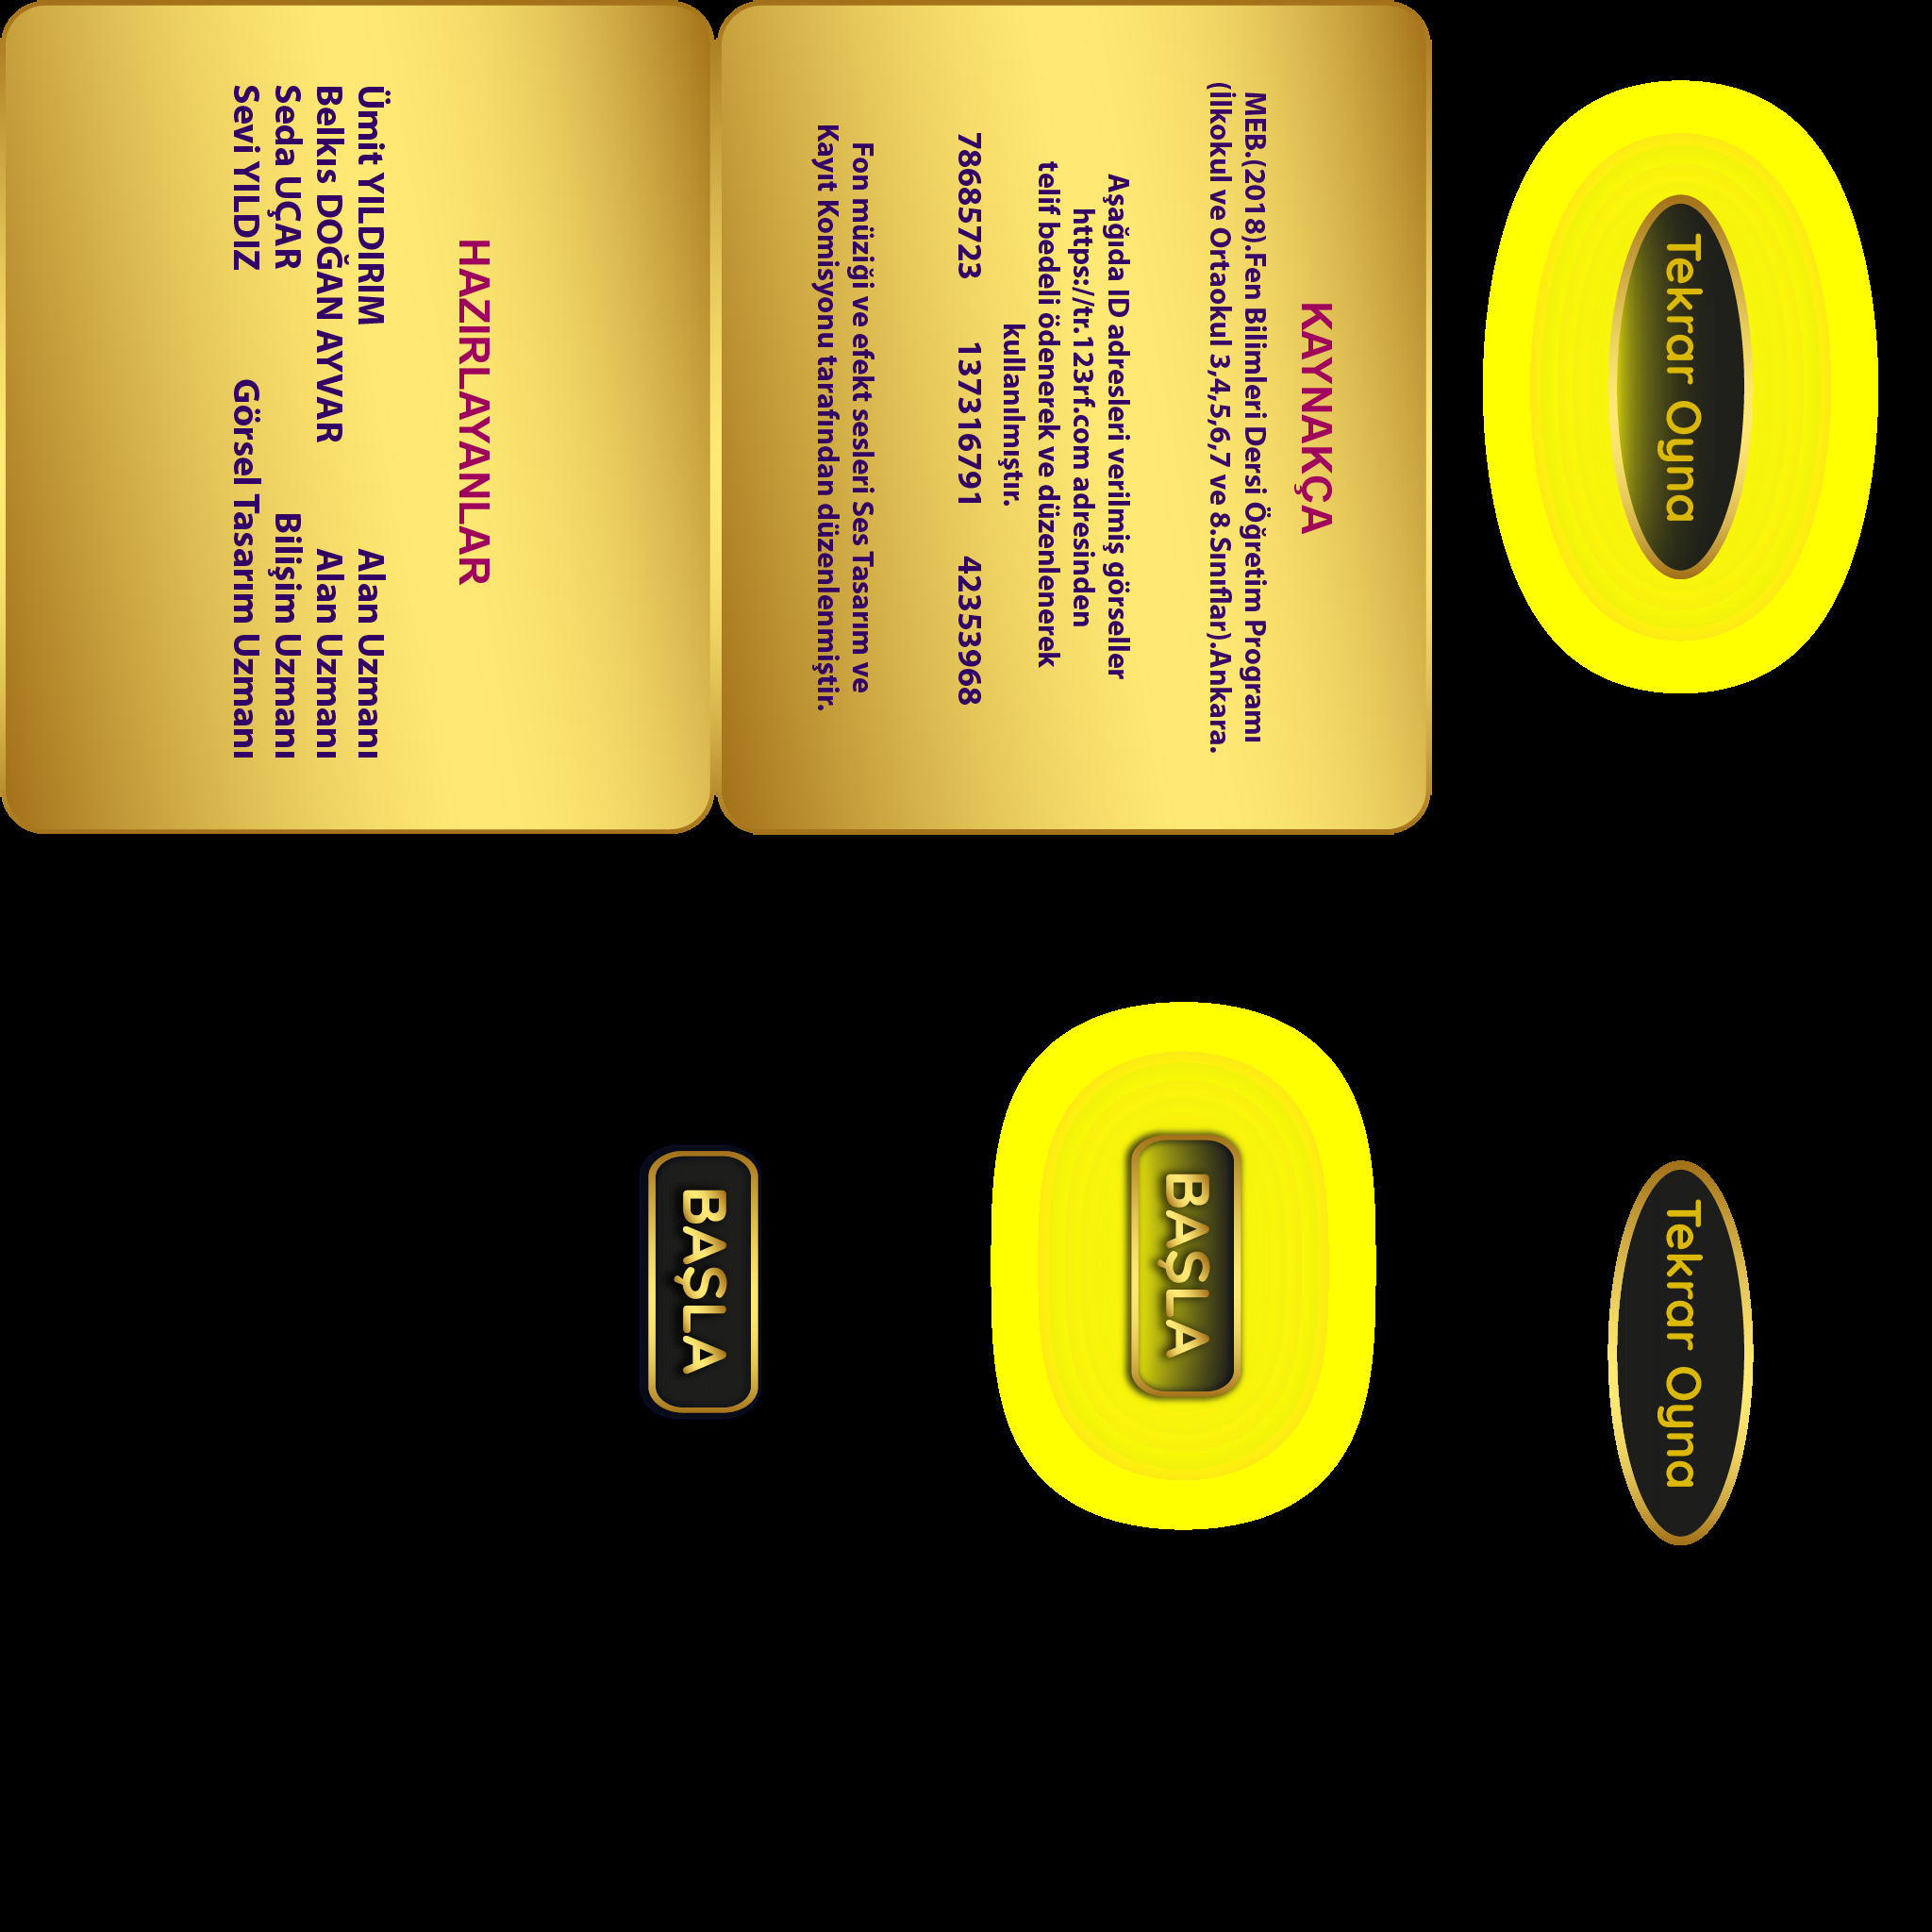 HAZIRLAYANLAR
Ümit YILDIRIM Alan Uzmanı
Belkıs DOĞAN AYVAR Alan Uzmanı
Seda UÇAR Bilişim Uzmanı
Sevi YILDIZ Görsel Tasarım Uzmanı
KAYNAKÇA
MEB.(2018).Fen Bilimleri Dersi Öğretim Programı
(İlkokul ve Ortaokul 3,4,5,6,7 ve 8.Sınıflar).Ankara.
Aşağıda ID adresleri verilmiş görseller
https://tr.123rf.com adresinden
telif bedeli ödenerek ve düzenlenerek
kullanılmıştır.
78685723 137316791 42353968
Fon müziği ve efekt sesleri Ses Tasarım ve
Kayıt Komisyonu tarafından düzenlenmiştir.
Tekrar Oyna
BAŞLA
BAŞLA
Tekrar Oyna